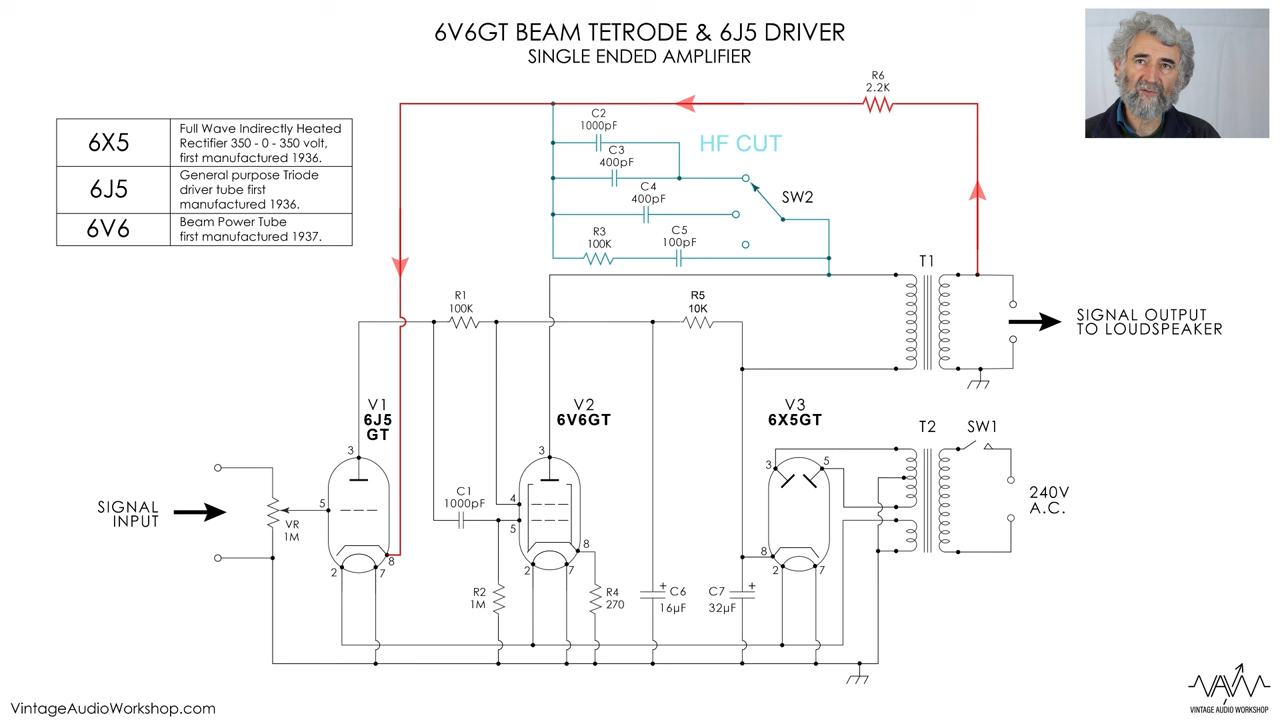 6V6GT BEAM TETRODE & 6J5 DRIVER
SINGLE ENDED AMPLIFIER
6X5
Full Wave Indirectly Heated
Rectifier 350 - 0 - 350 volt,
first manufactured 1936.
6J5
General purpose Triode
driver tube first
manufactured 1936.
6V6
Beam Power Tube
first manufactured 1937.
R6
2.2K
C2
1000pF
C3
400pF
HF CUT
C4
400pF
SW2
R3
100K
C5
100pF
T1
R1
100K
R5
10K
SIGNAL OUTPUT
TO LOUDSPEAKER
V1
6J5
GT
V2
6V6GT
V3
6X5GT
T2
SW1
3
3
3
5
SIGNAL
INPUT
VR
1M
5
C1
1000pF
4
5
240V
A.C.
8
8
8
2
7
2
7
2
7
R2
1M
R4
270
+
C6
16µF
C7
+
32µF
VintageAudioWorkshop.com
VINTAGE AUDIO WORKSHOP